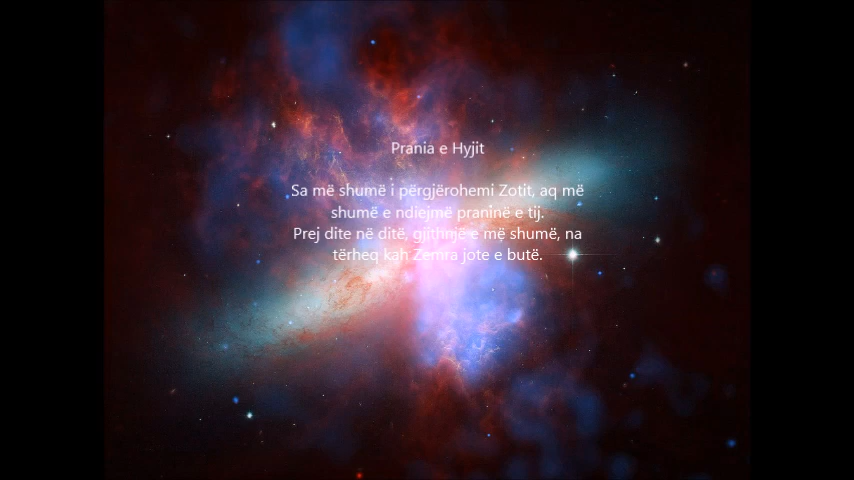 Prania e Hyjit
Sa më shumë i përgjërohemi Zotit, aq më
shumë e ndiejmë praninë e tij.
Prej dite në ditë, gjithnjë e më shumë, na
tërheq kah Zemra jote e butë.